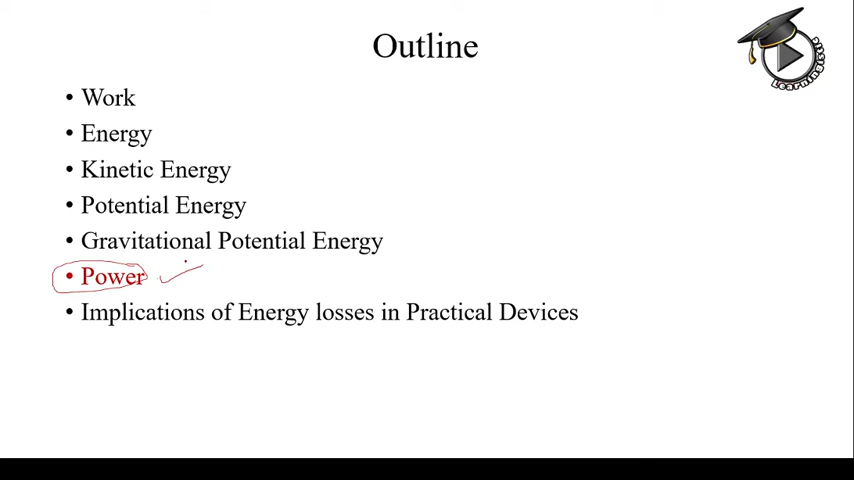 Outline
• Work
• Energy
• Kinetic Energy
• Potential Energy
• Gravitational Potential Energy
• Power
• Implications of Energy losses in Practical Devices